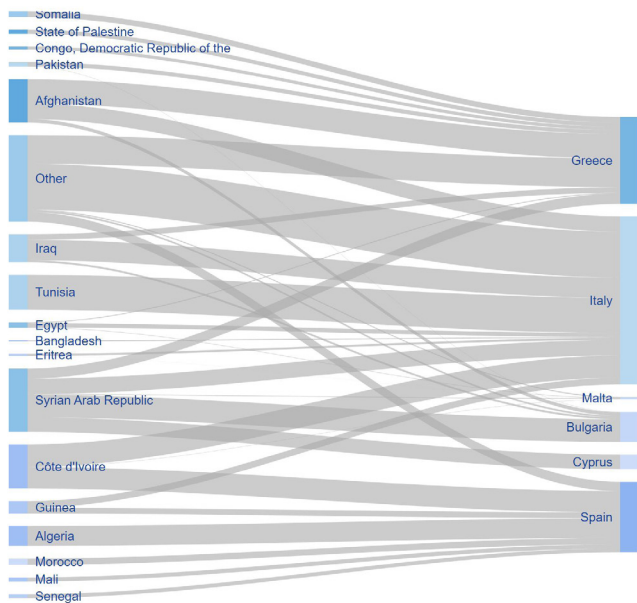 Somalia
State of Palestine
Congo, Democratic Republic of the
Pakistan
Afghanistan
Other
Iraq
Tunisia
Egypt
Bangladesh
Eritrea
Syrian Arab Republic
Côte d'Ivoire
Guinea
Algeria
Morocco
Mali
Senegal
Greece
Italy
Malta
Bulgaria
Cyprus
Spain